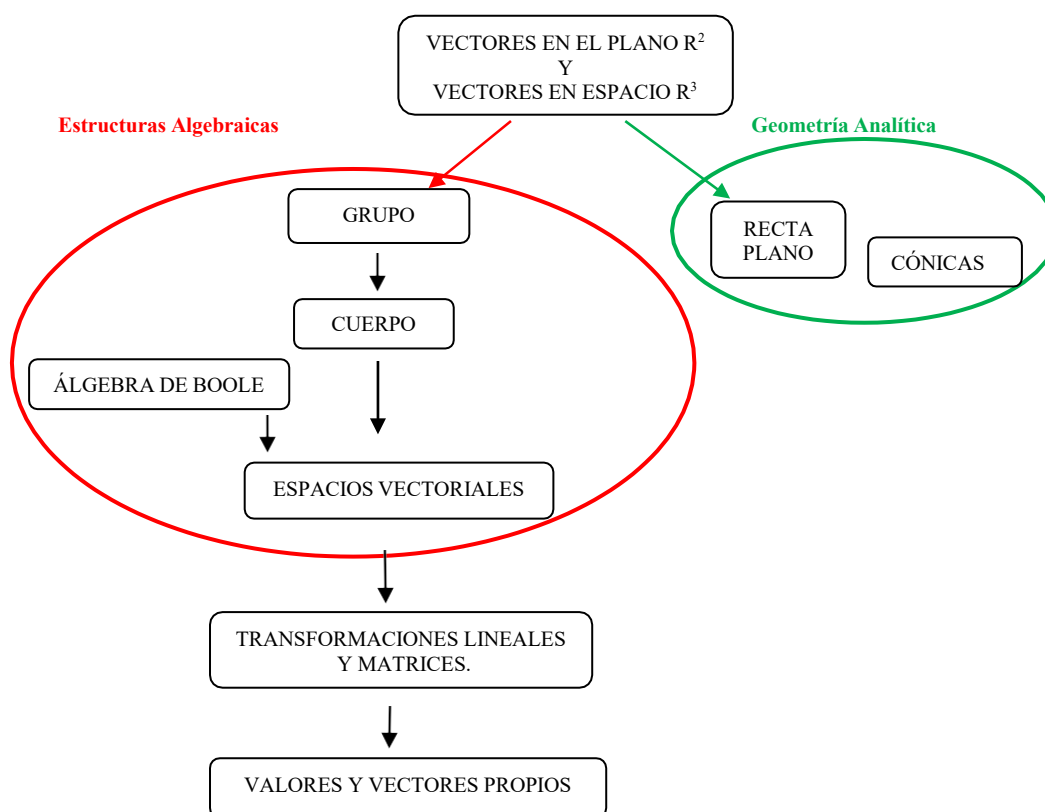 VECTORES EN EL PLANO R²
Y
VECTORES EN ESPACIO R³
Estructuras Algebraicas
Geometría Analítica
GRUPO
RECTA
PLANO
CÓNICAS
CUERPO
ÁLGEBRA DE BOOLE
ESPACIOS VECTORIALES
TRANSFORMACIONES LINEALES
Y MATRICES.
VALORES Y VECTORES PROPIOS